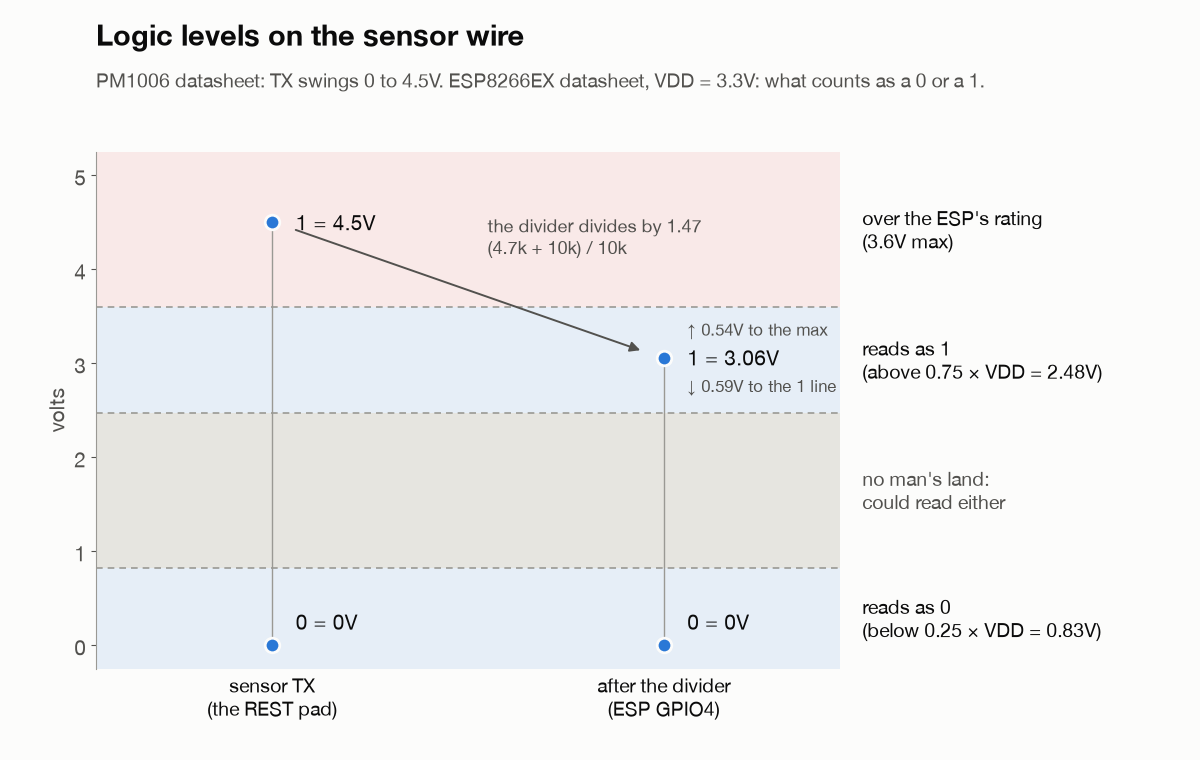 Logic levels on the sensor wire
PM1006 datasheet: TX swings 0 to 4.5V. ESP8266EX datasheet, VDD = 3.3V: what counts as a 0 or a 1.
5
1 = 4.5V
the divider divides by 1.47
(4.7k + 10k) / 10k
over the ESP's rating
(3.6V max)
4
↑ 0.54V to the max
1 = 3.06V
↓ 0.59V to the 1 line
reads as 1
(above 0.75 × VDD = 2.48V)
3
volts
2
no man's land:
could read either
1
0 = 0V
0 = 0V
reads as 0
(below 0.25 × VDD = 0.83V)
0
sensor TX
(the REST pad)
after the divider
(ESP GPIO4)